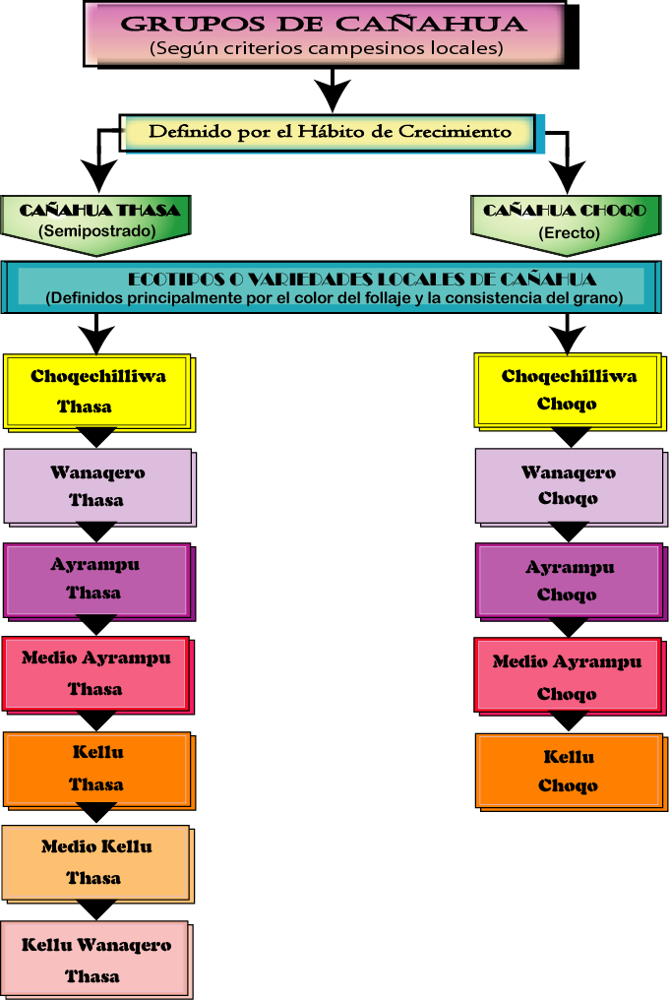 GRUPOS DE CAÑAHUA
(Según criterios campesinos locales)
Definido por el Hábito de Crecimiento
CAÑAHUA THASA
(Semipostrado)
CAÑAHUA CHOQO
(Erecto)
ECOTIPOS O VARIEDADES LOCALES DE CAÑAHUA
(Definidos principalmente por el color del follaje y la consistencia del grano)
Choqechilliwa
Thasa
Wanaqero
Thasa
Ayrampu
Thasa
Medio Ayrampu
Thasa
Kellu
Thasa
Medio Kellu
Thasa
Kellu Wanaqero
Thasa
Choqechilliwa
Choqo
Wanaqero
Choqo
Ayrampu
Choqo
Medio Ayrampu
Choqo
Kellu
Choqo